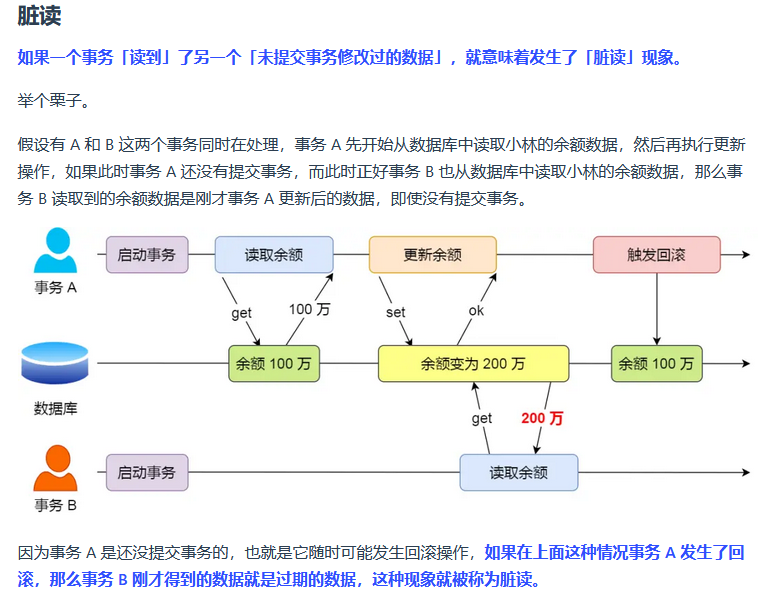 脏读
如果一个事务「读到」了另一个「未提交事务修改过的数据」，就意味着发生了「脏读」现象。
举个栗子。
假设有 A 和 B 这两个事务同时在处理，事务 A 先开始从数据库中读取小林的余额数据，然后再执行更新
操作，如果此时事务 A 还没有提交事务，而此时正好事务 B 也从数据库中读取小林的余额数据，那么事
务 B 读取到的余额数据是刚才事务 A 更新后的数据，即使没有提交事务。
启动事务
读取余额
更新余额
触发回滚
事务 A
get
100 万
set
ok
余额 100 万
余额变为 200 万
余额 100 万
数据库
get
200 万
启动事务
读取余额
事务 B
因为事务 A 是还没提交事务的，也就是它随时可能发生回滚操作，如果在上面这种情况事务 A 发生了回
滚，那么事务 B 刚才得到的数据就是过期的数据，这种现象就被称为脏读。